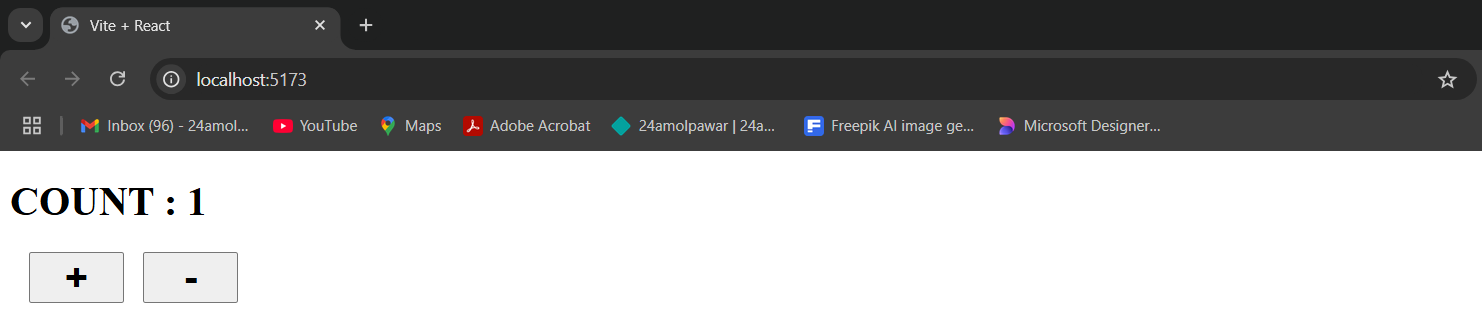 Vite + React
localhost:5173
Inbox (96) - 24amol... YouTube Maps Adobe Acrobat 24amolpawar | 24a... Freepik AI image ge... Microsoft Designer...
COUNT : 1
+ -